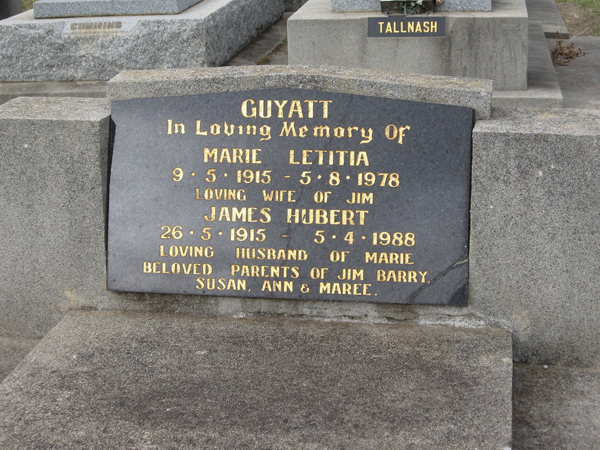 CUMMING
TALLNASH
GUYATT
In Loving Memory Of
MARIE LETITIA
9·5·1915 - 5·8·1978
LOVING WIFE OF JIM
JAMES HUBERT
26·5·1915 - 5·4·1988
LOVING HUSBAND OF MARIE
BELOVED PARENTS OF JIM BARRY,
SUSAN, ANN & MAREE.